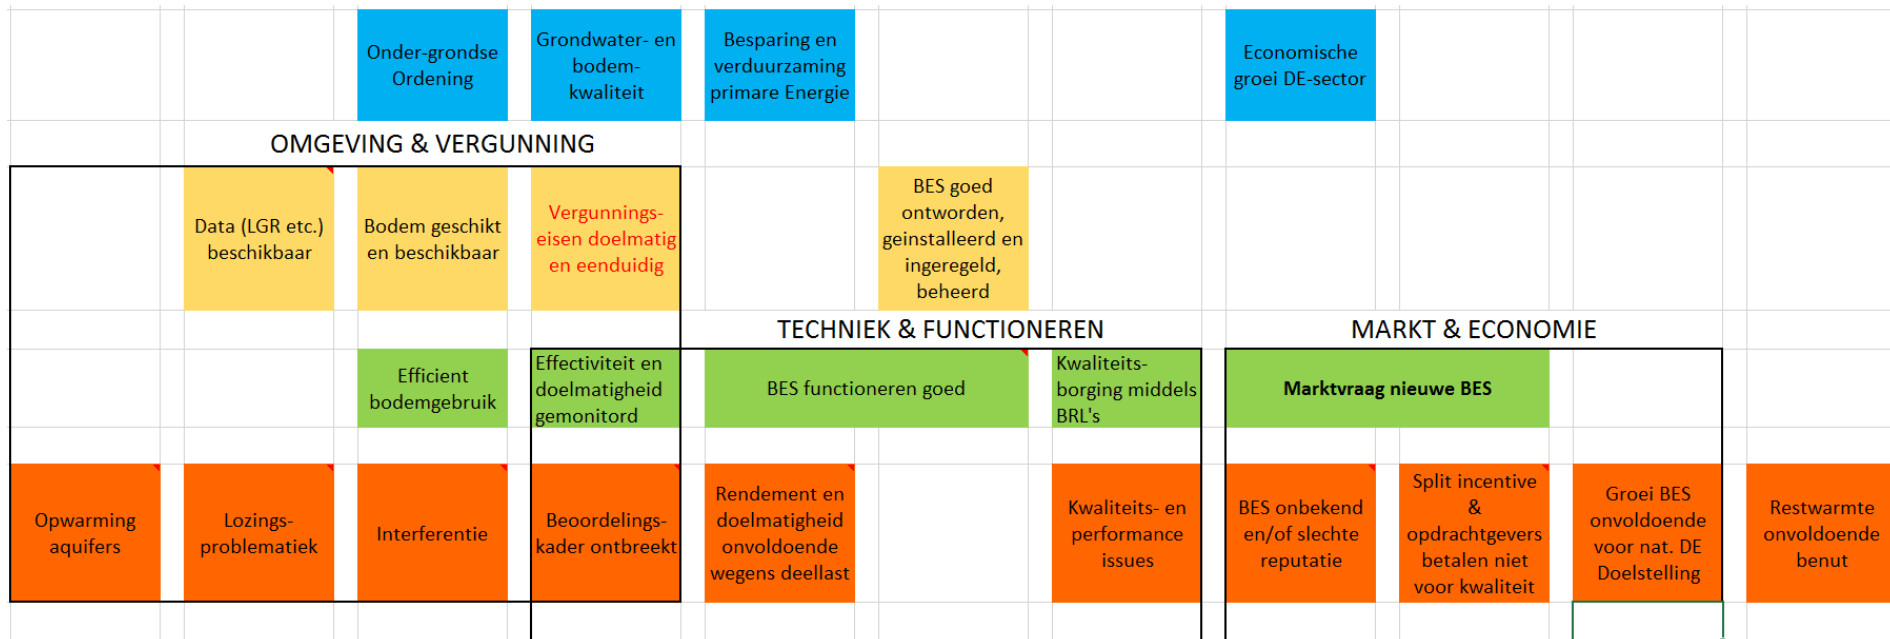 Onder-grondse
Ordening
Grondwater- en
bodem-
kwaliteit
Besparing en
verduurzaming
primare Energie
Economische
groei DE-sector
OMGEVING & VERGUNNING
Data (LGR etc.)
beschikbaar
Bodem geschikt
en beschikbaar
Vergunnings-
eisen doelmatig
en eenduidig
BES goed
ontworden,
geinstalleerd en
ingeregeld,
beheerd
TECHNIEK & FUNCTIONEREN
MARKT & ECONOMIE
Efficient
bodemgebruik
Effectiviteit en
doelmatigheid
gemonitord
BES functioneren goed
Kwaliteits-
borging middels
BRL's
Marktvraag nieuwe BES
Opwarming
aquifers
Lozings-
problematiek
Interferentie
Beoordelings-
kader ontbreekt
Rendement en
doelmatigheid
onvoldoende
wegens deellast
Kwaliteits- en
performance
issues
BES onbekend
en/of slechte
reputatie
Split incentive
&
opdrachtgevers
betalen niet
voor kwaliteit
Groei BES
onvoldoende
voor nat. DE
Doelstelling
Restwarmte
onvoldoende
benut